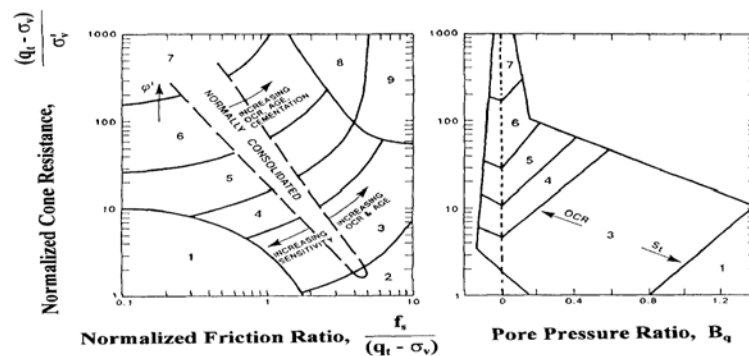 Normalized Cone Resistance, (qt - σv) / σ'v
1000
100
10
1
0.1
1
10
7
8
9
φ'
6
5
4
1
3
2
INCREASING
OCR, AGE,
CEMENTATION
NORMALLY CONSOLIDATED
INCREASING
OCR & AGE
INCREASING
SENSITIVITY
Normalized Friction Ratio, fs / (qt - σv)
1000
100
10
1
0
0.4
0.8
1.2
7
6
5
4
3
1
OCR
St
Pore Pressure Ratio, Bq